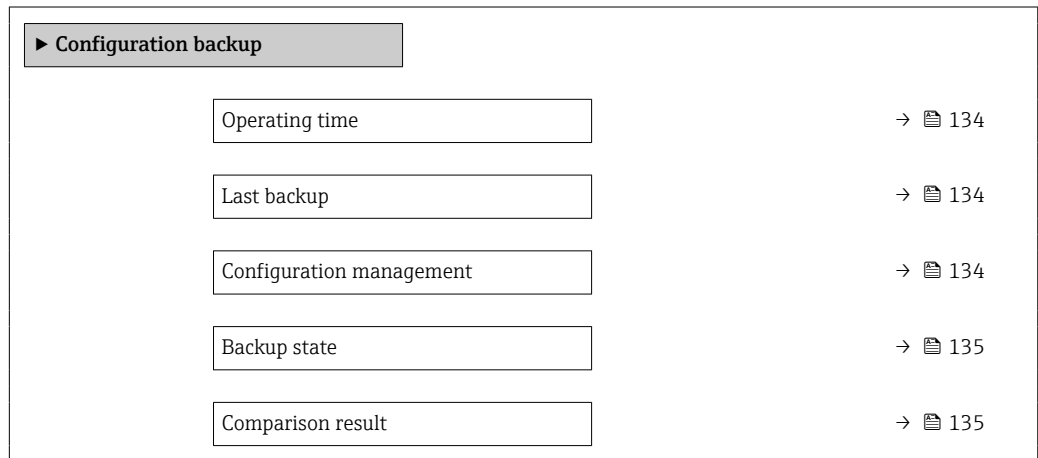 ▶ Configuration backup
Operating time → 134
Last backup → 134
Configuration management → 134
Backup state → 135
Comparison result → 135